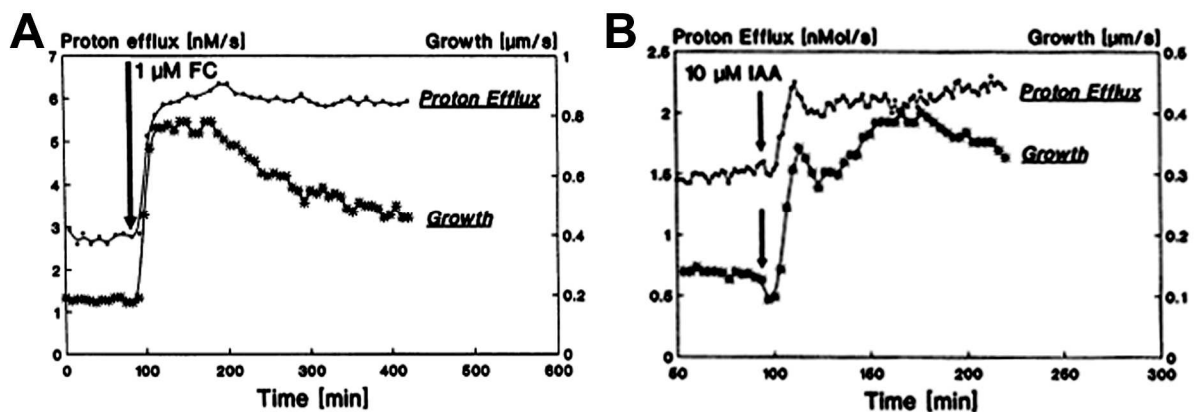 A
Proton efflux [nM/s]
Growth [µm/s]
1 µM FC
7
6
5
4
3
2
1
0
1
0.8
0.6
0.4
0.2
0
Proton Efflux
Growth
0 100 200 300 400 500 600
Time [min]
B
Proton Efflux [nMol/s]
Growth [µm/s]
10 µM IAA
2.5
2
1.5
1
0.5
0
0.5
0.4
0.3
0.2
0.1
0
Proton Efflux
Growth
50 100 150 200 250 300
Time [min]